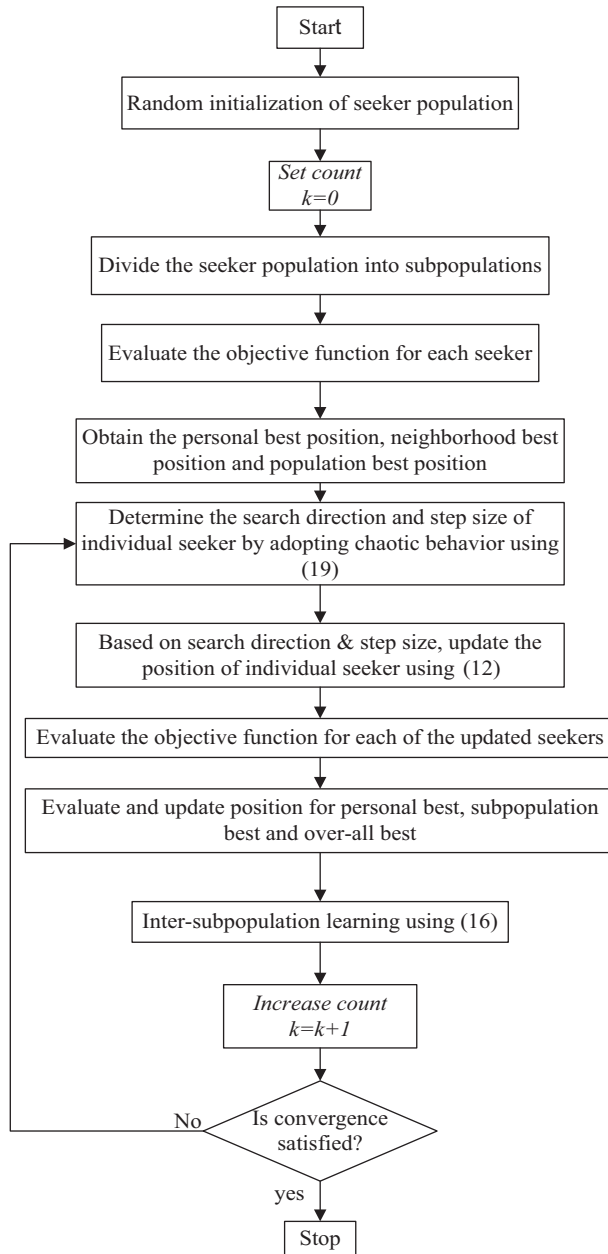 Start
Random initialization of seeker population
Set count
k=0
Divide the seeker population into subpopulations
Evaluate the objective function for each seeker
Obtain the personal best position, neighborhood best
position and population best position
Determine the search direction and step size of
individual seeker by adopting chaotic behavior using
(19)
Based on search direction & step size, update the
position of individual seeker using (12)
Evaluate the objective function for each of the updated seekers
Evaluate and update position for personal best, subpopulation
best and over-all best
Inter-subpopulation learning using (16)
Increase count
k=k+1
No
Is convergence
satisfied?
yes
Stop